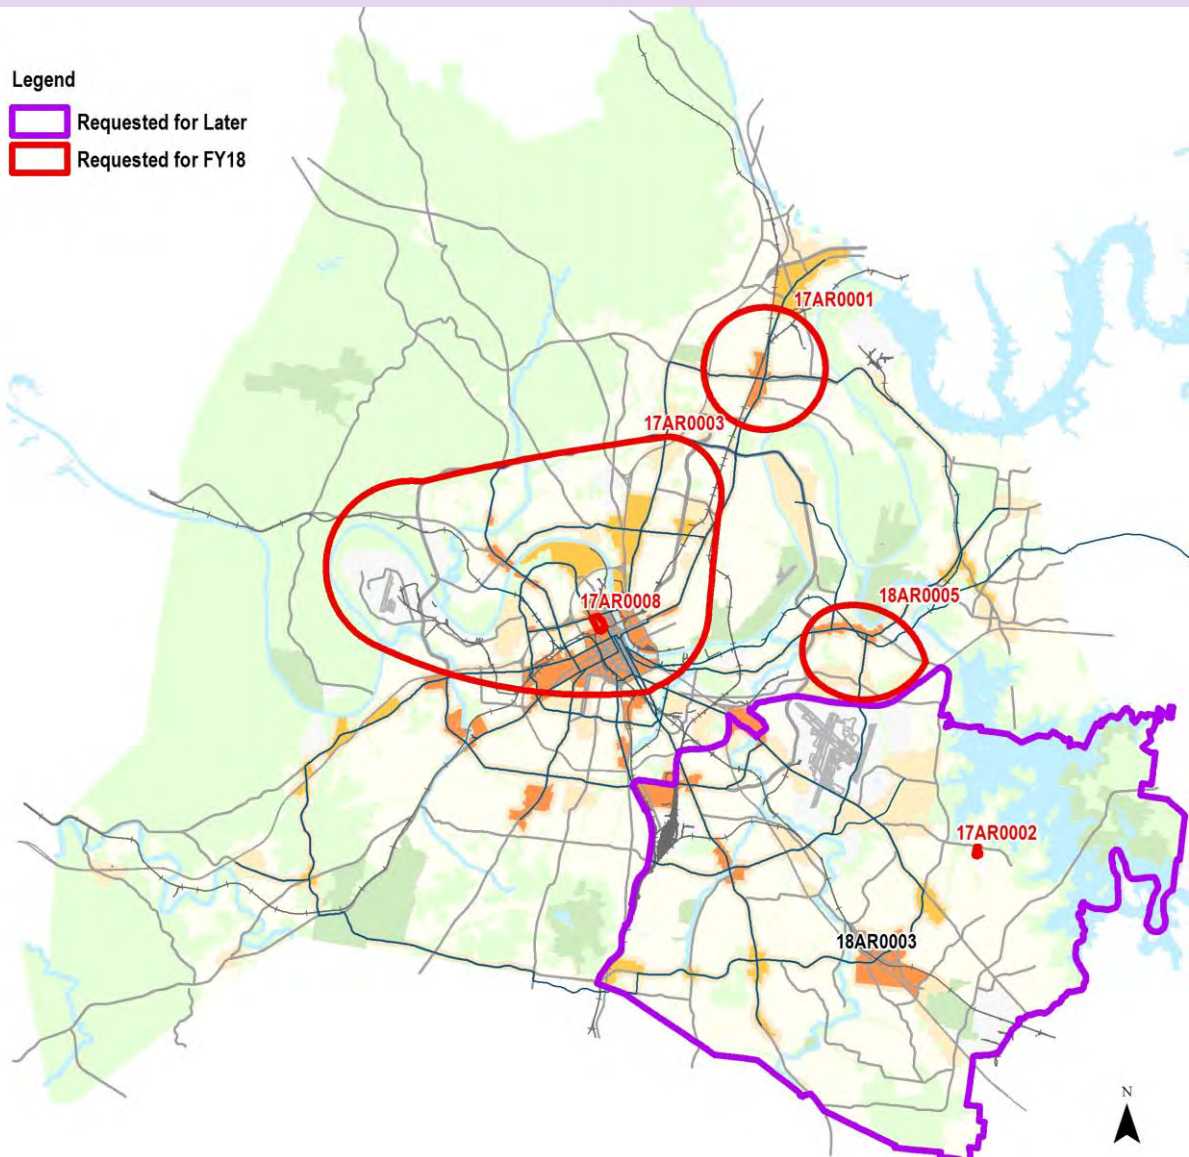 Legend
Requested for Later
Requested for FY18
17AR0001
17AR0003
17AR0008
18AR0005
17AR0002
18AR0003
N